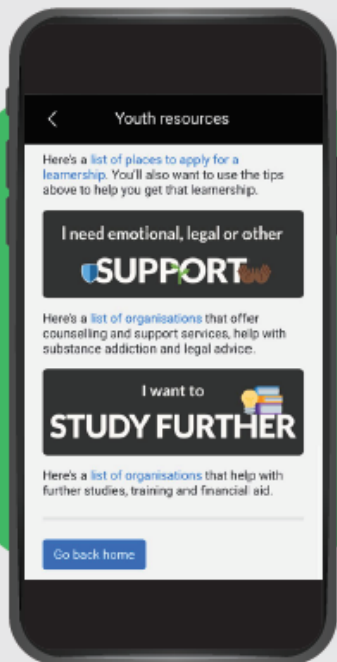 Youth resources
Here's a list of places to apply for a
learnership. You'll also want to use the tips
above to help you get that learnership.
I need emotional, legal or other
SUPPORT
Here's a list of organisations that offer
counselling and support services, help with
substance addiction and legal advice.
I want to
STUDY FURTHER
Here's a list of organisations that help with
further studies, training and financial aid.
Go back home